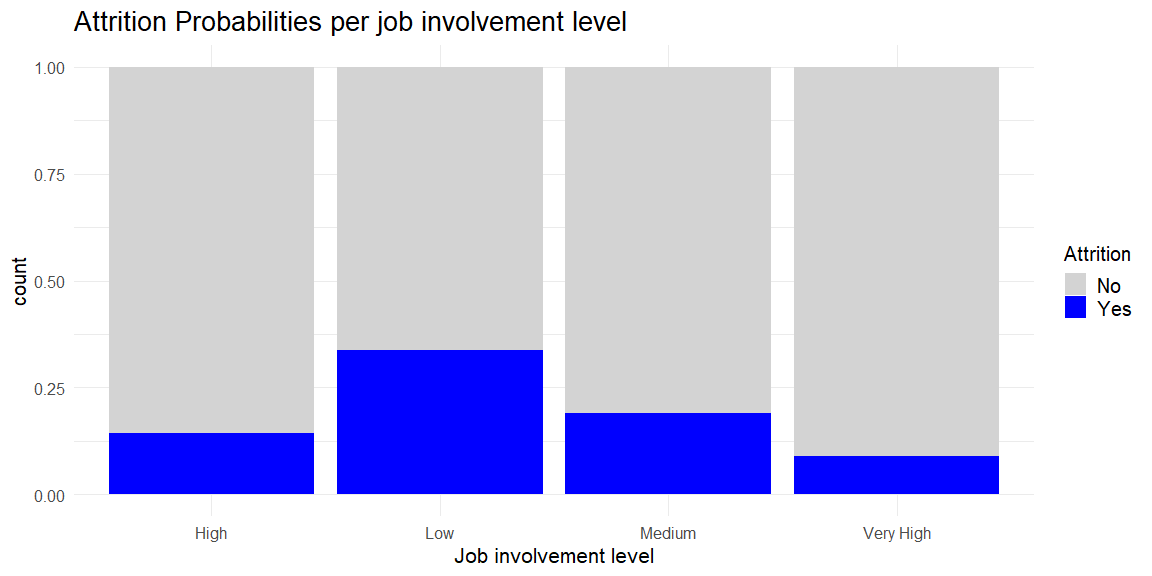 Attrition Probabilities per job involvement level
1.00
0.75
0.50
0.25
0.00
count
High Low Medium Very High
Job involvement level
Attrition
No
Yes